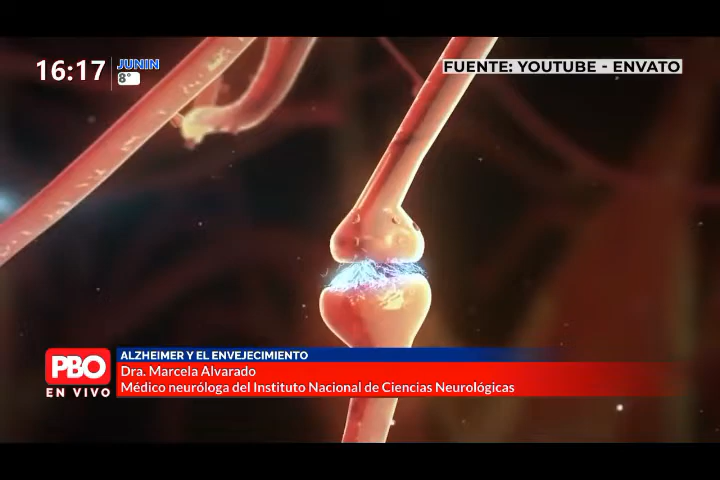 16:17
JUNIN
8°
FUENTE: YOUTUBE - ENVATO
PBO
EN VIVO
ALZHEIMER Y EL ENVEJECIMIENTO
Dra. Marcela Alvarado
Médico neuróloga del Instituto Nacional de Ciencias Neurológicas